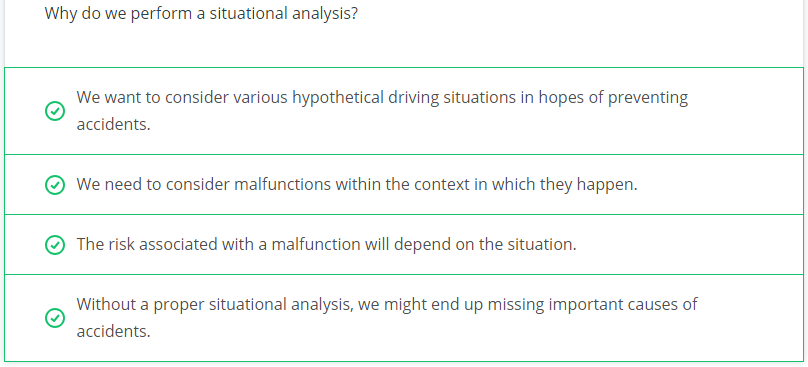 Why do we perform a situational analysis?
We want to consider various hypothetical driving situations in hopes of preventing
accidents.
We need to consider malfunctions within the context in which they happen.
The risk associated with a malfunction will depend on the situation.
Without a proper situational analysis, we might end up missing important causes of
accidents.